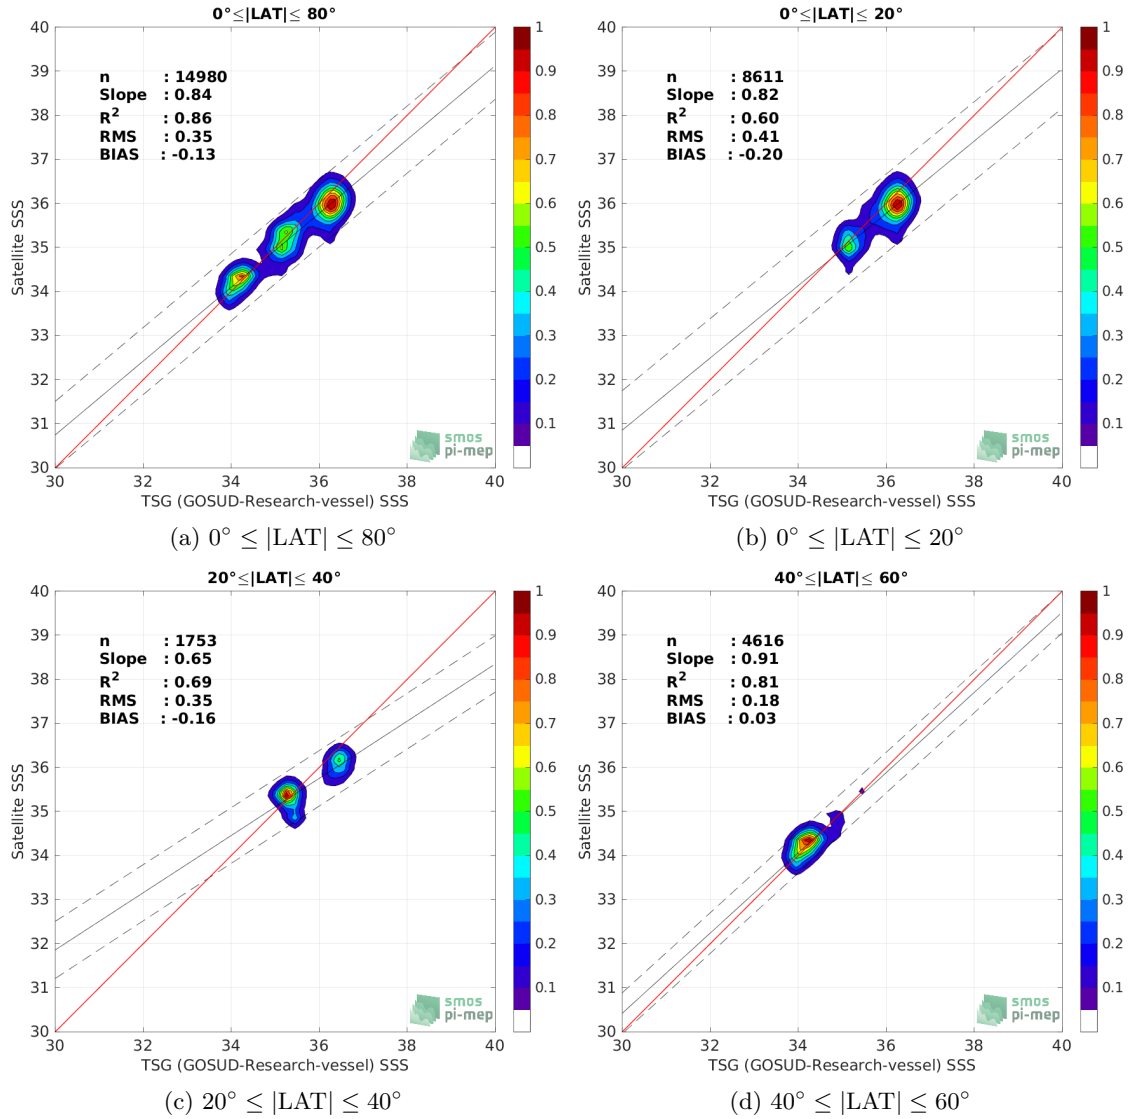 0°≤|LAT|≤ 80°
n : 14980
Slope : 0.84
R² : 0.86
RMS : 0.35
BIAS : -0.13
Satellite SSS
40
39
38
37
36
35
34
33
32
31
30
30 32 34 36 38 40
TSG (GOSUD-Research-vessel) SSS
1
0.9
0.8
0.7
0.6
0.5
0.4
0.3
0.2
0.1
smos
pi-mep
(a) 0° ≤ |LAT| ≤ 80°
0°≤|LAT|≤ 20°
n : 8611
Slope : 0.82
R² : 0.60
RMS : 0.41
BIAS : -0.20
Satellite SSS
40
39
38
37
36
35
34
33
32
31
30
30 32 34 36 38 40
TSG (GOSUD-Research-vessel) SSS
1
0.9
0.8
0.7
0.6
0.5
0.4
0.3
0.2
0.1
smos
pi-mep
(b) 0° ≤ |LAT| ≤ 20°
20°≤|LAT|≤ 40°
n : 1753
Slope : 0.65
R² : 0.69
RMS : 0.35
BIAS : -0.16
Satellite SSS
40
39
38
37
36
35
34
33
32
31
30
30 32 34 36 38 40
TSG (GOSUD-Research-vessel) SSS
1
0.9
0.8
0.7
0.6
0.5
0.4
0.3
0.2
0.1
smos
pi-mep
(c) 20° ≤ |LAT| ≤ 40°
40°≤|LAT|≤ 60°
n : 4616
Slope : 0.91
R² : 0.81
RMS : 0.18
BIAS : 0.03
Satellite SSS
40
39
38
37
36
35
34
33
32
31
30
30 32 34 36 38 40
TSG (GOSUD-Research-vessel) SSS
1
0.9
0.8
0.7
0.6
0.5
0.4
0.3
0.2
0.1
smos
pi-mep
(d) 40° ≤ |LAT| ≤ 60°